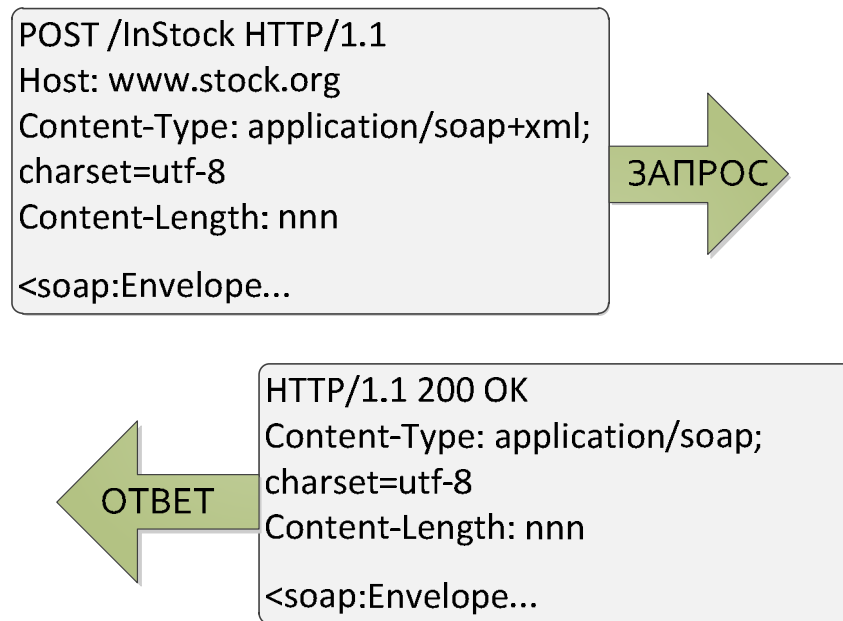 POST /InStock HTTP/1.1
Host: www.stock.org
Content-Type: application/soap+xml;
charset=utf-8
Content-Length: nnn
<soap:Envelope...
ЗАПРОС
HTTP/1.1 200 OK
Content-Type: application/soap;
charset=utf-8
Content-Length: nnn
<soap:Envelope...
ОТВЕТ